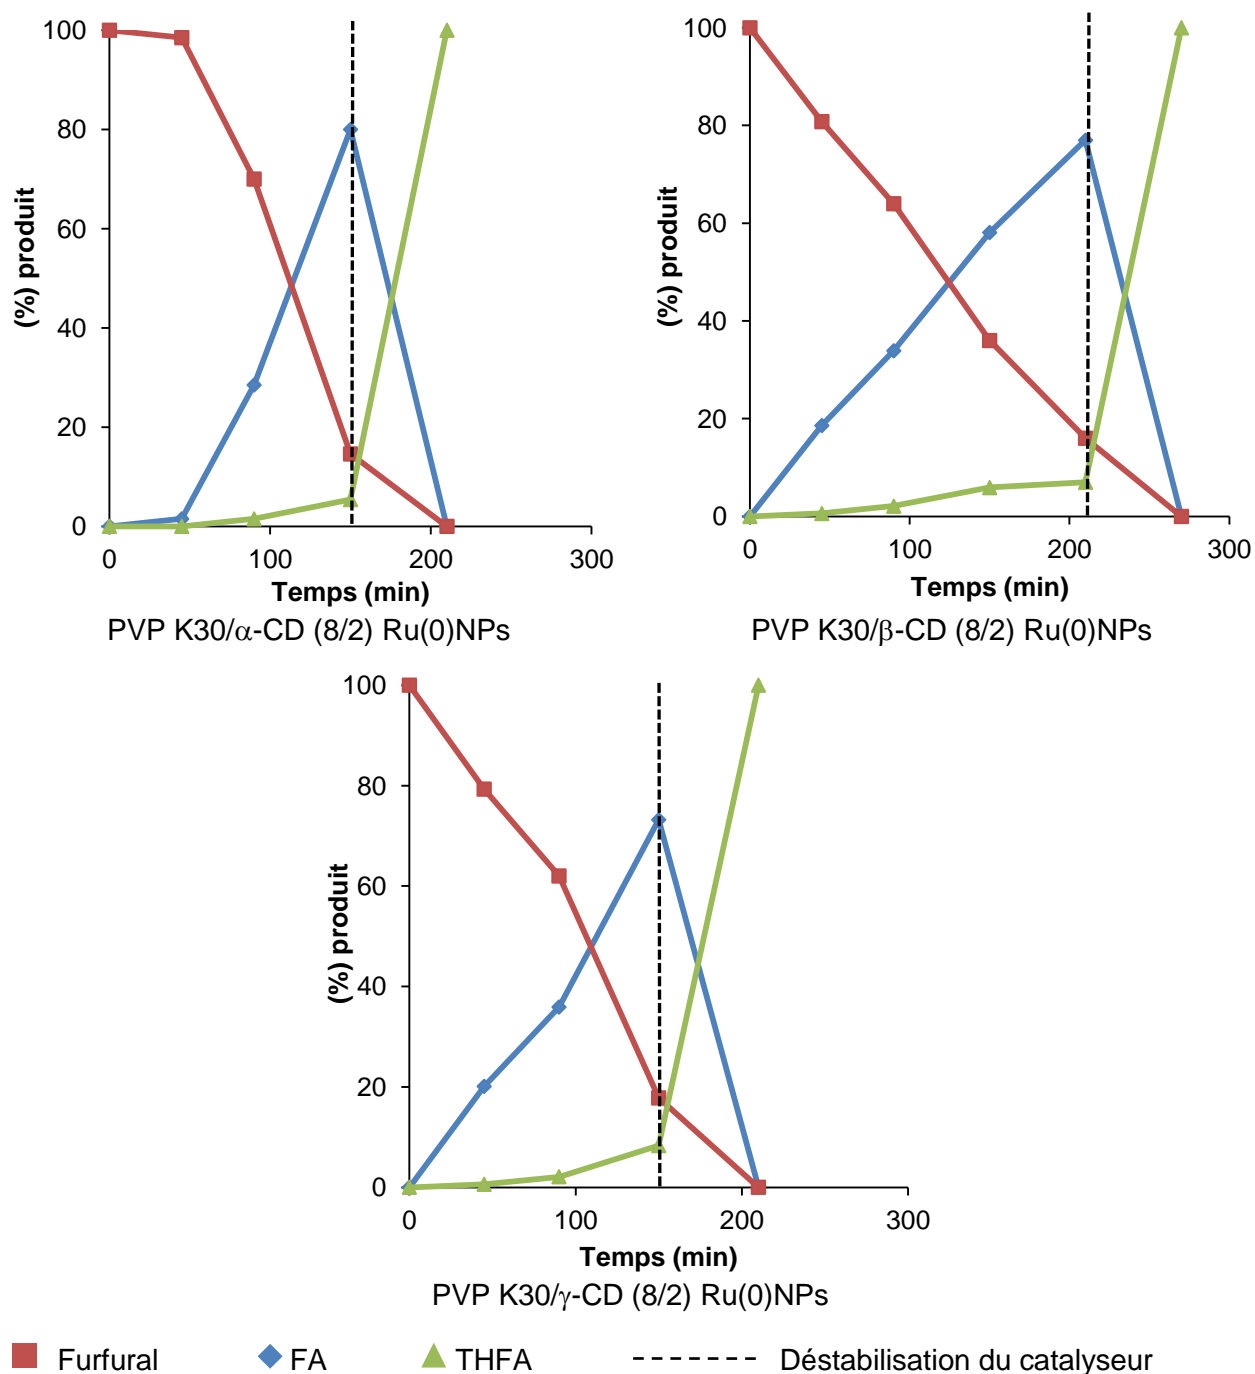 100
80
60
40
20
0
(%) produit
0 100 200 300
Temps (min)
PVP K30/α-CD (8/2) Ru(0)NPs
100
80
60
40
20
0
(%) produit
0 100 200 300
Temps (min)
PVP K30/β-CD (8/2) Ru(0)NPs
100
80
60
40
20
0
(%) produit
0 100 200 300
Temps (min)
PVP K30/γ-CD (8/2) Ru(0)NPs
Furfural FA THFA Déstabilisation du catalyseur